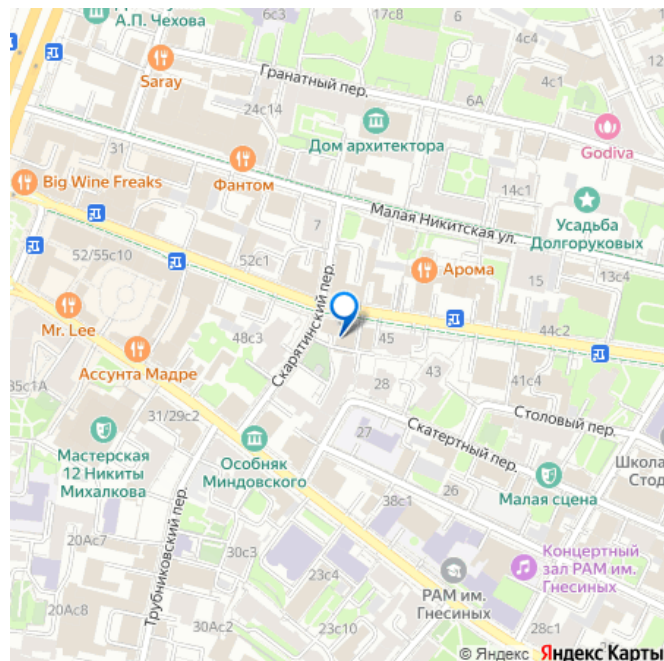 А.П. Чехова
17с8
6
4с4
Saray
Гранатный пер.
4с1
6А
24с14
Дом архитектора
Godiva
31
Big Wine Freaks
Фантом
14с1
Малая Никитская ул.
Усадьба
Долгоруковых
7
52/55с10
52с1
Арома
15
13с4
Mr. Lee
Скарятинский пер.
48с3
45
44с2
Ассунта Мадре
43
35с1А
28
41с4
31/29с2
Столовый пер.
Скатертный пер.
27
Мастерская
12 Никиты
Михалкова
Особняк
Миндовского
Школа
Стод
26
Малая сцена
38с1
Трубниковский пер.
20Ас7
30с3
Концертный
зал РАМ им.
Гнесиных
23с4
РАМ им.
Гнесиных
20Ас8
30Ас2
23с10
28с1
© Яндекс Яндекс Карты